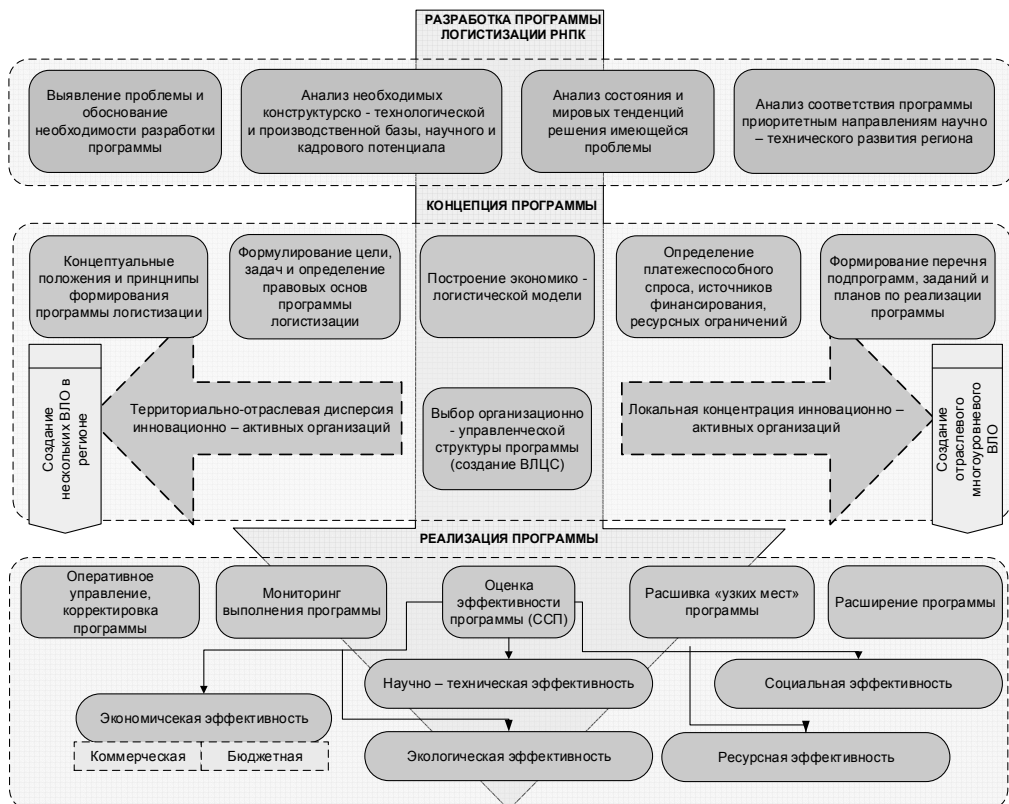 РАЗРАБОТКА ПРОГРАММЫ
ЛОГИСТИЗАЦИИ РНПК
Выявление проблемы и
обоснование
необходимости разработки
программы
Анализ необходимых
конструктурско - технологической
и производственной базы, научного и
кадрового потенциала
Анализ состояния и
мировых тенденций
решения имеющейся
проблемы
Анализ соответствия программы
приоритетным направлениям научно
– технического развития региона
КОНЦЕПЦИЯ ПРОГРАММЫ
Концептуальные
положения и принципы
формирования
программы логистизации
Формулирование цели,
задач и определение
правовых основ
программы
логистизации
Построение экономико -
логистической модели
Определение
платежеспособного
спроса, источников
финансирования,
ресурсных ограничений
Формирование перечня
подпрограмм, заданий и
планов по реализации
программы
Создание
нескольких ВЛО в
регионе
Территориально-отраслевая дисперсия
инновационно – активных организаций
Выбор организационно
- управленческой
структуры программы
(создание ВЛЦС)
Локальная концентрация инновационно –
активных организаций
Создание
отраслевого
многоуровневого
ВЛО
РЕАЛИЗАЦИЯ ПРОГРАММЫ
Оперативное
управление,
корректировка
программы
Мониторинг
выполнения программы
Оценка
эффективности
программы (ССП)
Расшивка «узких мест»
программы
Расширение программы
Научно – техническая эффективность
Социальная эффективность
Экономичсекая эффективность
Коммерческая
Бюджетная
Экологическая эффективность
Ресурсная эффективность